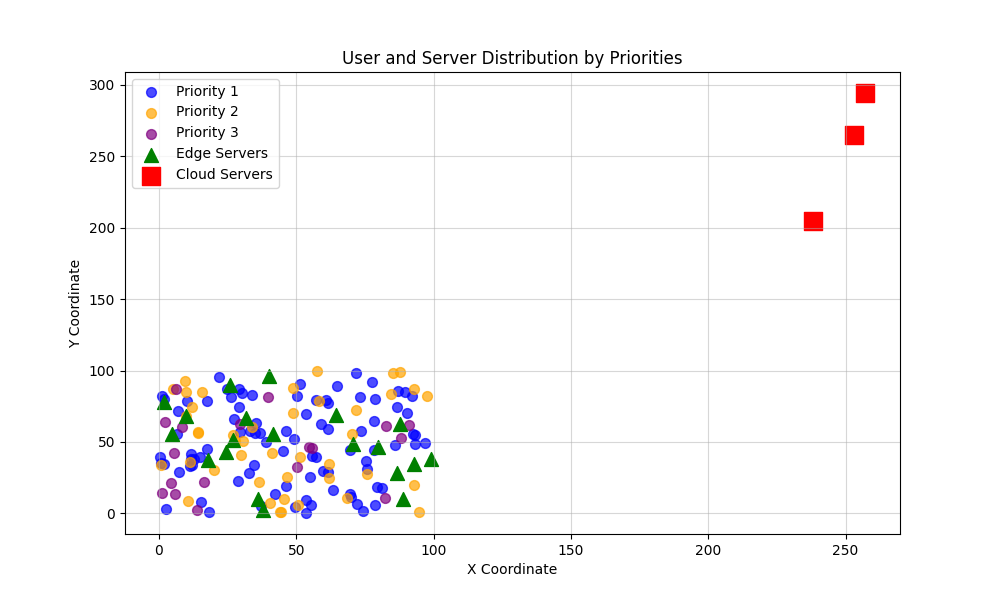 User and Server Distribution by Priorities
Priority 1
Priority 2
Priority 3
Edge Servers
Cloud Servers
300
250
200
150
100
50
0
Y Coordinate
0 50 100 150 200 250
X Coordinate